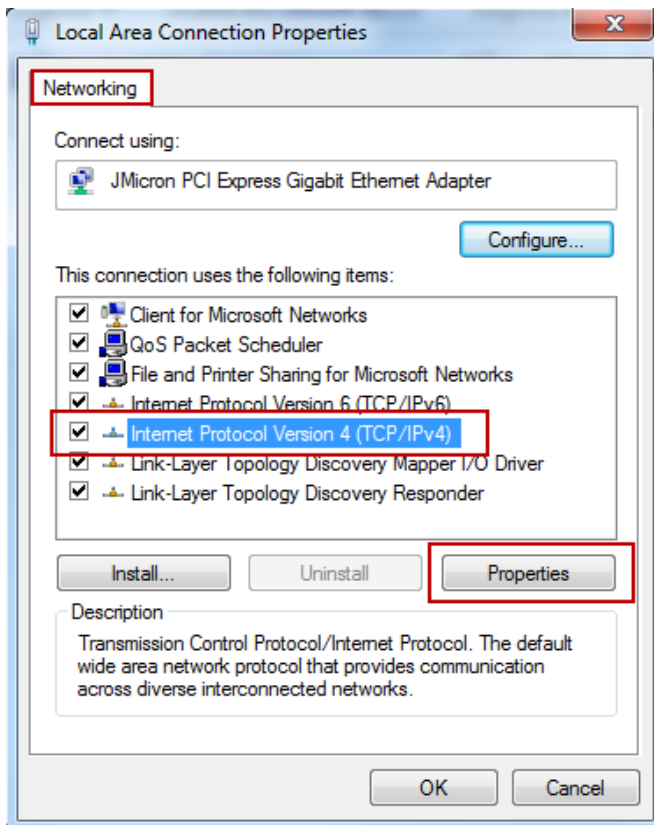 Local Area Connection Properties
Networking
Connect using:
JMicron PCI Express Gigabit Ethernet Adapter
Configure...
This connection uses the following items:
Client for Microsoft Networks
QoS Packet Scheduler
File and Printer Sharing for Microsoft Networks
Internet Protocol Version 6 (TCP/IPv6)
Internet Protocol Version 4 (TCP/IPv4)
Link-Layer Topology Discovery Mapper I/O Driver
Link-Layer Topology Discovery Responder
Install... Uninstall Properties
Description
Transmission Control Protocol/Internet Protocol. The default
wide area network protocol that provides communication
across diverse interconnected networks.
OK Cancel